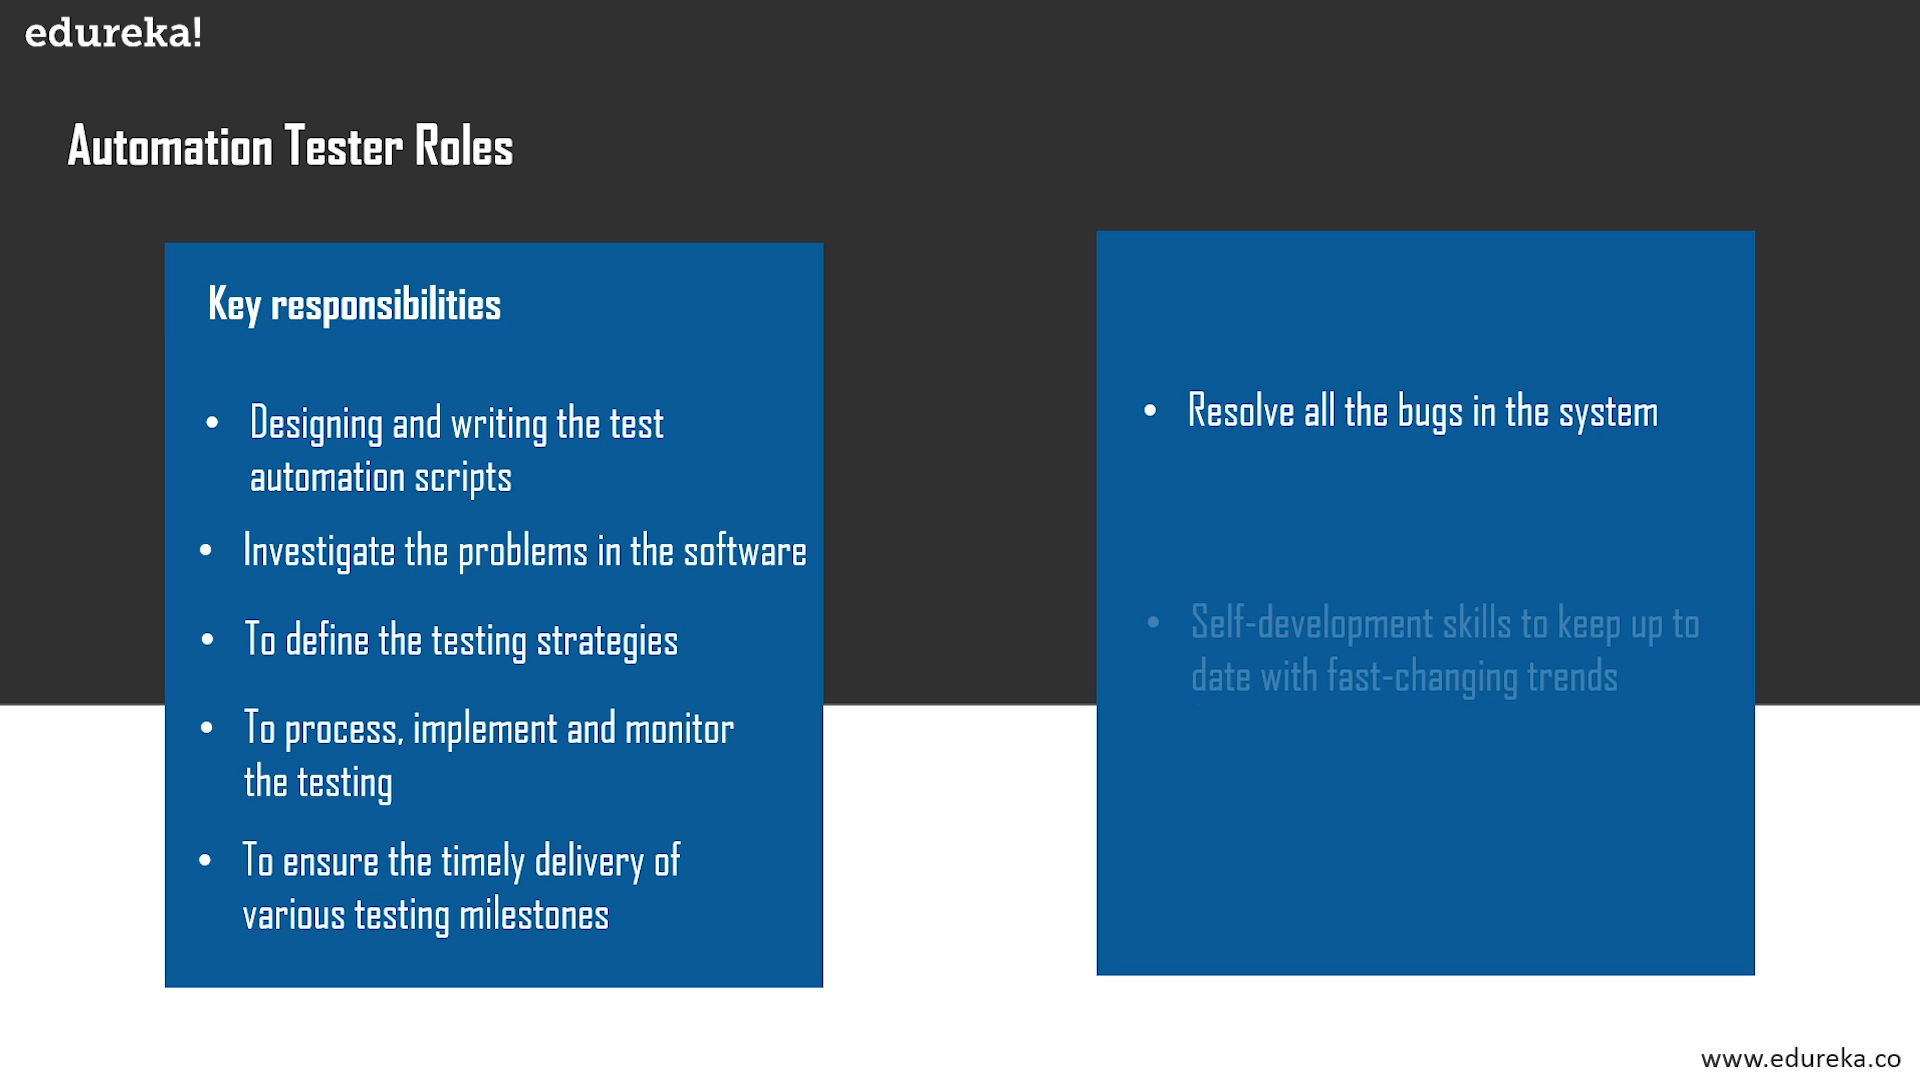 edureka!
Automation Tester Roles
Key responsibilities
• Designing and writing the test
automation scripts
• Investigate the problems in the software
• To define the testing strategies
• To process, implement and monitor
the testing
• To ensure the timely delivery of
various testing milestones
• Resolve all the bugs in the system
• Self-development skills to keep up to
date with fast-changing trends
www.edureka.co